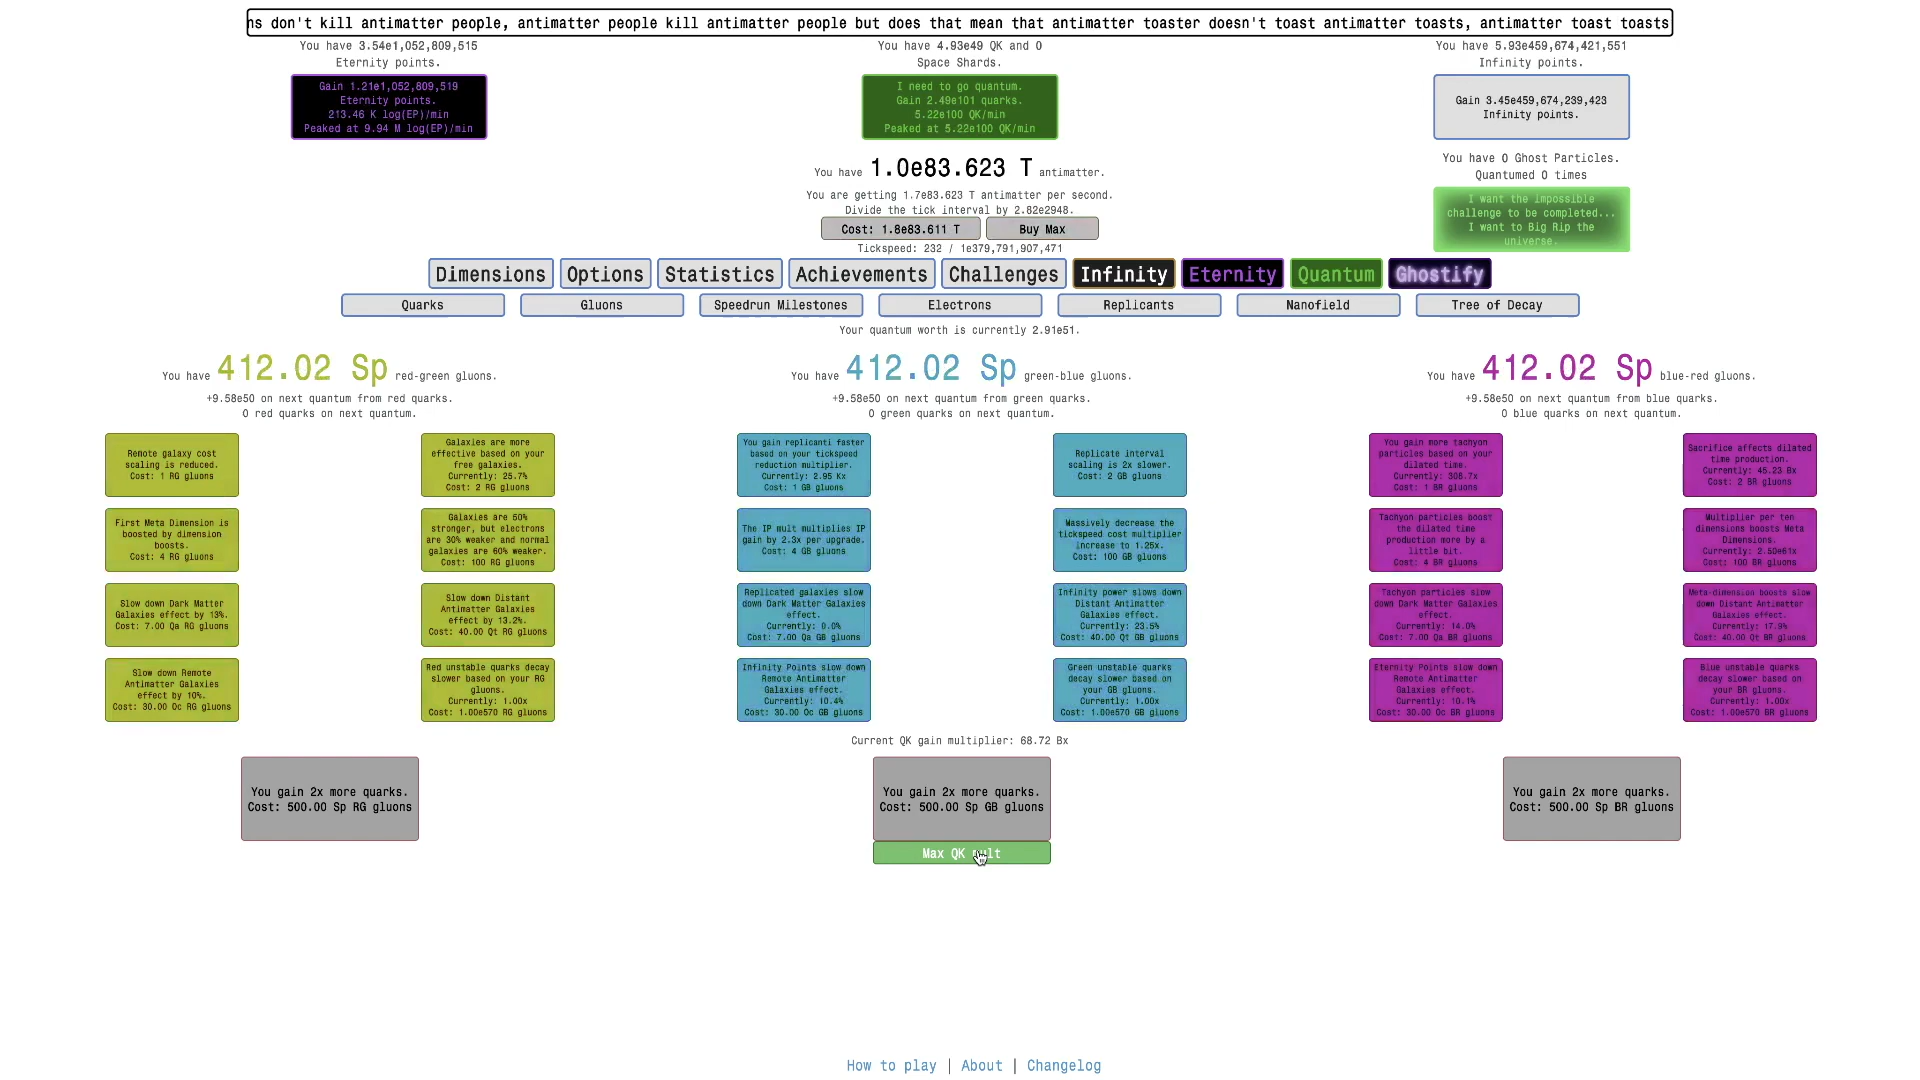 ns don't kill antimatter people, antimatter people kill antimatter people but does that mean that antimatter toaster doesn't toast antimatter toasts, antimatter toast toasts
You have 3.54e1,052,809,515
Eternity points.
Gain 1.21e1,052,809,519
Eternity points.
213.46 K log(EP)/min
Peaked at 9.94 M log(EP)/min
You have 4.93e49 QK and 0
Space Shards.
I need to go quantum.
Gain 2.49e101 quarks.
5.22e100 QK/min
Peaked at 5.22e100 QK/min
You have 5.93e459,674,421,551
Infinity points.
Gain 3.45e459,674,239,423
Infinity points.
You have 1.0e83.623 T antimatter.
You are getting 1.7e83.623 T antimatter per second.
Divide the tick interval by 2.82e2948.
Cost: 1.8e83.611 T
Buy Max
Tickspeed: 232 / 1e379,791,907,471
You have 0 Ghost Particles.
Quantumed 0 times
I want the impossible
challenge to be completed...
I want to Big Rip the
universe.
Dimensions
Options
Statistics
Achievements
Challenges
Infinity
Eternity
Quantum
Ghostify
Quarks
Gluons
Speedrun Milestones
Electrons
Replicants
Nanofield
Tree of Decay
Your quantum worth is currently 2.91e51.
You have 412.02 Sp red-green gluons.
+9.58e50 on next quantum from red quarks.
0 red quarks on next quantum.
You have 412.02 Sp green-blue gluons.
+9.58e50 on next quantum from green quarks.
0 green quarks on next quantum.
You have 412.02 Sp blue-red gluons.
+9.58e50 on next quantum from blue quarks.
0 blue quarks on next quantum.
Remote galaxy cost
scaling is reduced.
Cost: 1 RG gluons
Galaxies are more
effective based on your
free galaxies.
Currently: 25.7%
Cost: 2 RG gluons
You gain replicanti faster
based on your tickspeed
reduction multiplier.
Currently: 2.95 Kx
Cost: 1 GB gluons
Replicate interval
scaling is 2x slower.
Cost: 2 GB gluons
You gain more tachyon
particles based on your
dilated time.
Currently: 308.7x
Cost: 1 BR gluons
Sacrifice affects dilated
time production.
Currently: 45.23 Bx
Cost: 2 BR gluons
First Meta Dimension is
boosted by dimension
boosts.
Cost: 4 RG gluons
Galaxies are 50%
stronger, but electrons
are 30% weaker and normal
galaxies are 60% weaker.
Cost: 100 RG gluons
The IP mult multiplies IP
gain by 2.3x per upgrade.
Cost: 4 GB gluons
Massively decrease the
tickspeed cost multiplier
increase to 1.25x.
Cost: 100 GB gluons
Tachyon particles boost
the dilated time
production more by a
little bit.
Cost: 4 BR gluons
Multiplier per ten
dimensions boosts Meta
Dimensions.
Currently: 2.50e61x
Cost: 100 BR gluons
Slow down Dark Matter
Galaxies effect by 13%.
Cost: 7.00 Qa RG gluons
Slow down Distant
Antimatter Galaxies
effect by 13.2%.
Cost: 40.00 Qt RG gluons
Replicated galaxies slow
down Dark Matter Galaxies
effect.
Currently: 0.0%
Cost: 7.00 Qa GB gluons
Infinity power slows down
Distant Antimatter
Galaxies effect.
Currently: 23.5%
Cost: 40.00 Qt GB gluons
Tachyon particles slow
down Dark Matter Galaxies
effect.
Currently: 14.0%
Cost: 7.00 Qa BR gluons
Meta-dimension boosts slow
down Distant Antimatter
Galaxies effect.
Currently: 17.9%
Cost: 40.00 Qt BR gluons
Slow down Remote
Antimatter Galaxies
effect by 10%.
Cost: 30.00 Oc RG gluons
Red unstable quarks decay
slower based on your RG
gluons.
Currently: 1.00x
Cost: 1.00e570 RG gluons
Infinity Points slow down
Remote Antimatter
Galaxies effect.
Currently: 10.4%
Cost: 30.00 Oc GB gluons
Green unstable quarks
decay slower based on
your GB gluons.
Currently: 1.00x
Cost: 1.00e570 GB gluons
Eternity Points slow down
Remote Antimatter
Galaxies effect.
Currently: 10.1%
Cost: 30.00 Oc BR gluons
Blue unstable quarks
decay slower based on
your BR gluons.
Currently: 1.00x
Cost: 1.00e570 BR gluons
Current QK gain multiplier: 68.72 Bx
You gain 2x more quarks.
Cost: 500.00 Sp RG gluons
You gain 2x more quarks.
Cost: 500.00 Sp GB gluons
You gain 2x more quarks.
Cost: 500.00 Sp BR gluons
Max QK mult
How to play | About | Changelog